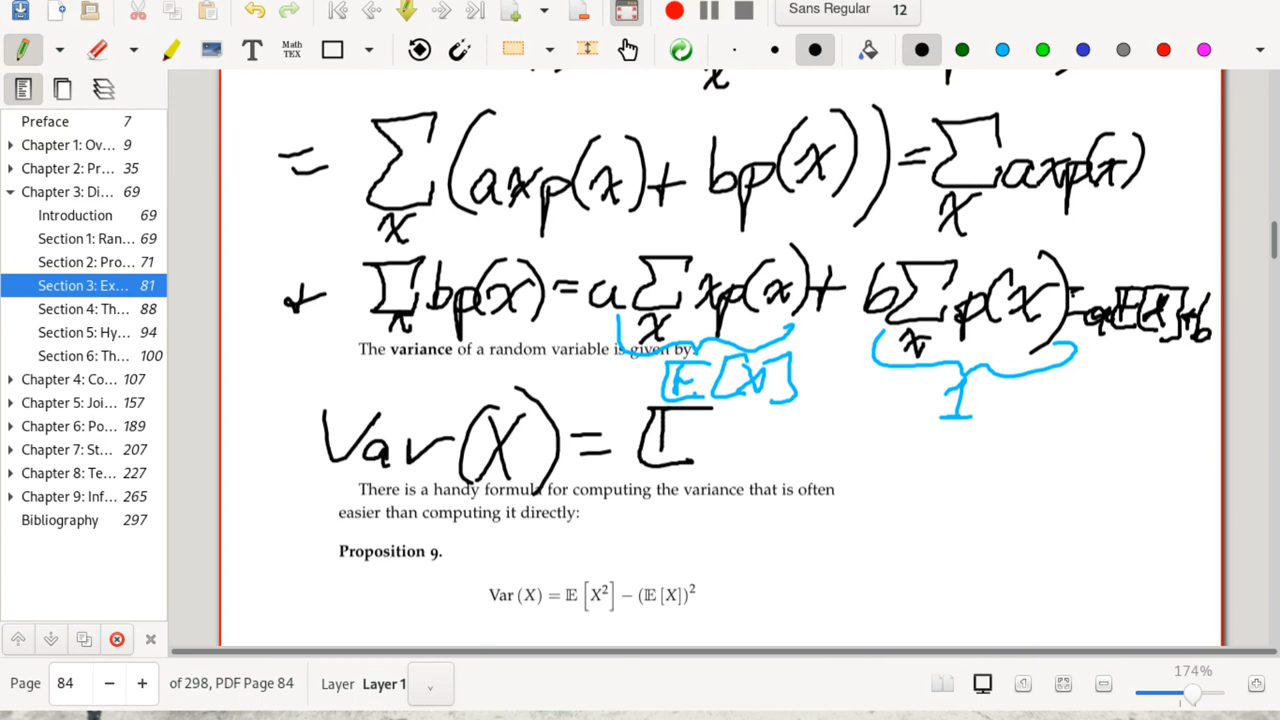 Sans Regular 12
Math
TEX
Preface 7
Chapter 1: Ov... 9
Chapter 2: Pr... 35
Chapter 3: Di... 69
Introduction 69
Section 1: Ran... 69
Section 2: Pro... 71
Section 3: Ex... 81
Section 4: Th... 88
Section 5: Hy... 94
Section 6: Th... 100
Chapter 4: Co... 107
Chapter 5: Joi... 157
Chapter 6: Po... 189
Chapter 7: St... 207
Chapter 8: Te... 227
Chapter 9: Inf... 265
Bibliography 297
x
= ∑ₓ (axp(x) + bp(x)) = ∑ₓ axp(x)
+ ∑ₓ bp(x) = a ∑ₓ xp(x) + b ∑ₓ p(x) = aE[X]+b
The variance of a random variable is given by:
E[X] 1
Var(X) = E
There is a handy formula for computing the variance that is often
easier than computing it directly:
Proposition 9.
Var (X) = 𝔼 [X²] − (𝔼 [X])²
Page 84 of 298, PDF Page 84 Layer Layer 1 174%